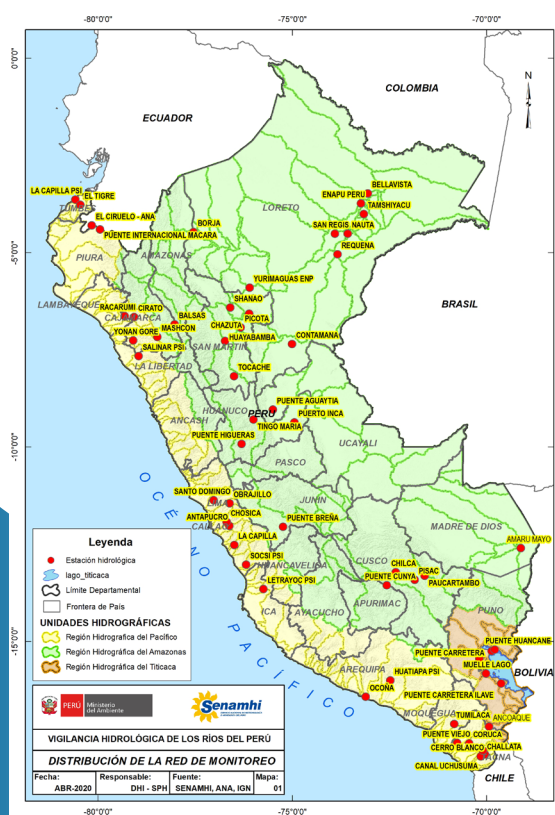 -80°0'0"
-75°0'0"
-70°0'0"
0°0'0"
-5°0'0"
-10°0'0"
-15°0'0"
N
COLOMBIA
ECUADOR
BRASIL
PERÚ
BOLIVIA
CHILE
OCÉANO PACÍFICO
BELLAVISTA
ENAPU PERU
TAMSHIYACU
LA CAPILLA PSI
EL TIGRE
TUMBES
LORETO
EL CIRUELO - ANA
BORJA
SAN REGIS
NAUTA
PUENTE INTERNACIONAL MACARA
REQUENA
AMAZONAS
PIURA
YURIMAGUAS ENP
SHANAO
LAMBAYEQUE
RACARUMI
CIRATO
CAJAMARCA
BALSAS
PICOTA
CHAZUTA
YONAN GORE
MASHCON
HUAYABAMBA
CONTAMANA
SALINAR PSI
SAN MARTIN
LA LIBERTAD
TOCACHE
PUENTE AGUAYTIA
HUANUCO
PUERTO INCA
ANCASH
TINGO MARIA
PUENTE HIGUERAS
UCAYALI
PASCO
SANTO DOMINGO
OBRAJILLO
JUNIN
LIMA
ANTAPUCRO
CHOSICA
CALLAO
PUENTE BREÑA
MADRE DE DIOS
LA CAPILLA
AMARU MAYO
SOCSI PSI
HUANCAVELICA
CUSCO
CHILCA
PISAC
LETRAYOC PSI
PUENTE CUNYA
PAUCARTAMBO
ICA
AYACUCHO
APURIMAC
PUNO
PUENTE HUANCANE
PUENTE CARRETERA
MUELLE LAGO
AREQUIPA
HUATIAPA PSI
OCOÑA
PUENTE CARRETERA ILAVE
MOQUEGUA
TUMILACA
ANCOAQUE
PUENTE VIEJO
CORUCA
CERRO BLANCO
CHALLATA
TACNA
CANAL UCHUSUMA
Leyenda
Estación hidrológica
lago_titicaca
Límite Departamental
Frontera de País
UNIDADES HIDROGRÁFICAS
Región Hidrografica del Pacifico
Región Hidrográfica del Amazonas
Región Hidrográfica del Titicaca
PERÚ
Ministerio
del Ambiente
Senamhi
VIGILANCIA HIDROLÓGICA DE LOS RÍOS DEL PERÚ
DISTRIBUCIÓN DE LA RED DE MONITOREO
Fecha: Responsable: Fuente: Mapa:
ABR-2020 DHI - SPH SENAMHI, ANA, IGN 01